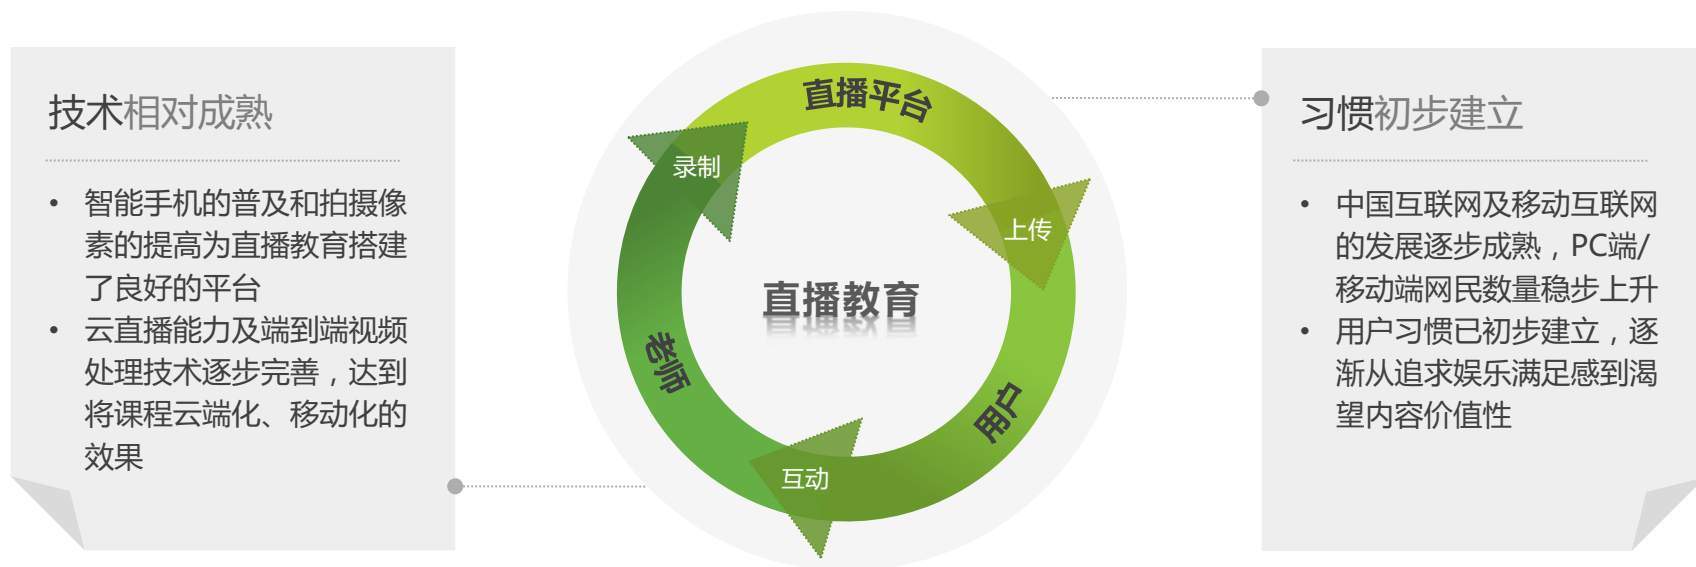 技术相对成熟
• 智能手机的普及和拍摄像
素的提高为直播教育搭建
了良好的平台
• 云直播能力及端到端视频
处理技术逐步完善，达到
将课程云端化、移动化的
效果
直播平台
录制
上传
直播教育
老师
用户
互动
习惯初步建立
• 中国互联网及移动互联网
的发展逐步成熟，PC端/
移动端网民数量稳步上升
• 用户习惯已初步建立，逐
渐从追求娱乐满足感到渴
望内容价值性